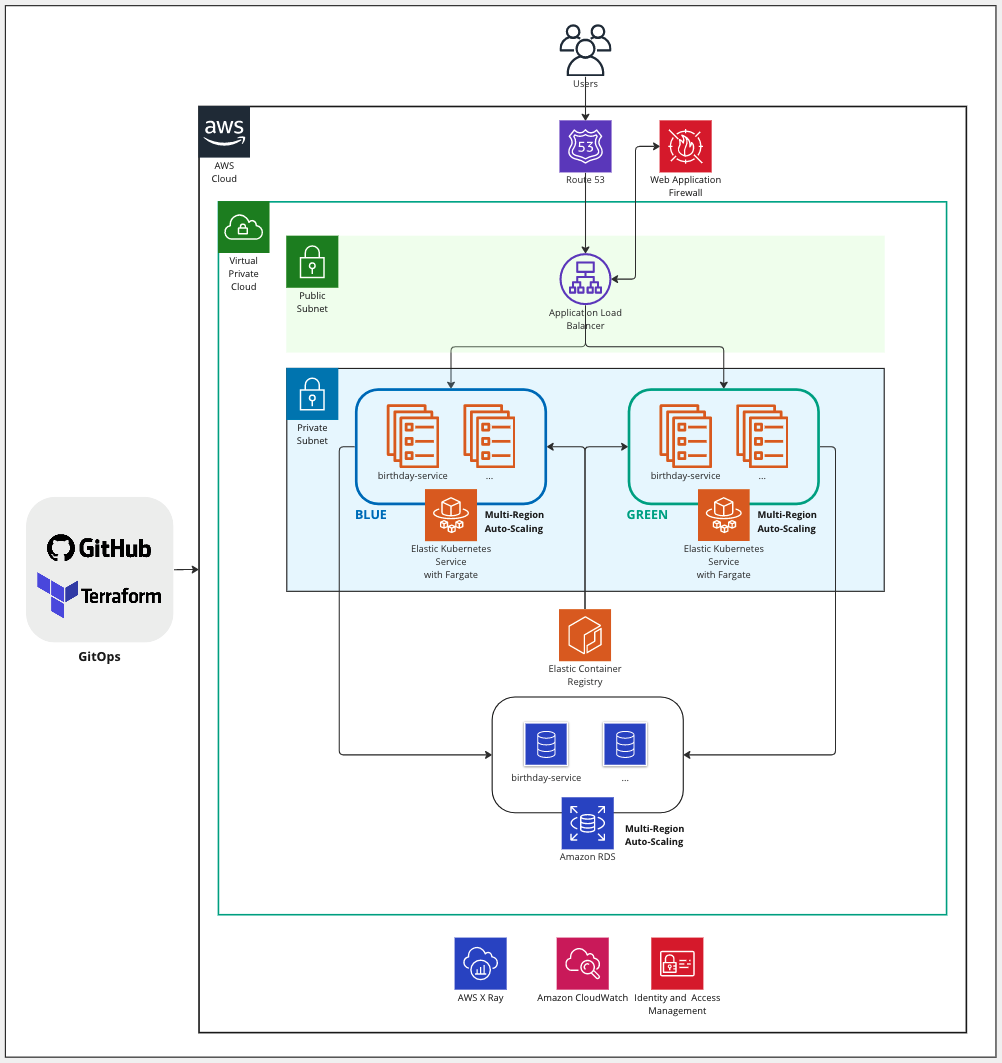 Users
aws
AWS
Cloud
53
Route 53
Web Application
Firewall
Virtual
Private
Cloud
Public
Subnet
Application Load
Balancer
Private
Subnet
birthday-service
...
birthday-service
...
BLUE
Multi-Region
Auto-Scaling
GREEN
Multi-Region
Auto-Scaling
Elastic Kubernetes
Service
with Fargate
Elastic Kubernetes
Service
with Fargate
GitHub
Terraform
GitOps
Elastic Container
Registry
birthday-service
...
Multi-Region
Auto-Scaling
Amazon RDS
AWS X Ray
Amazon CloudWatch
Identity and Access
Management